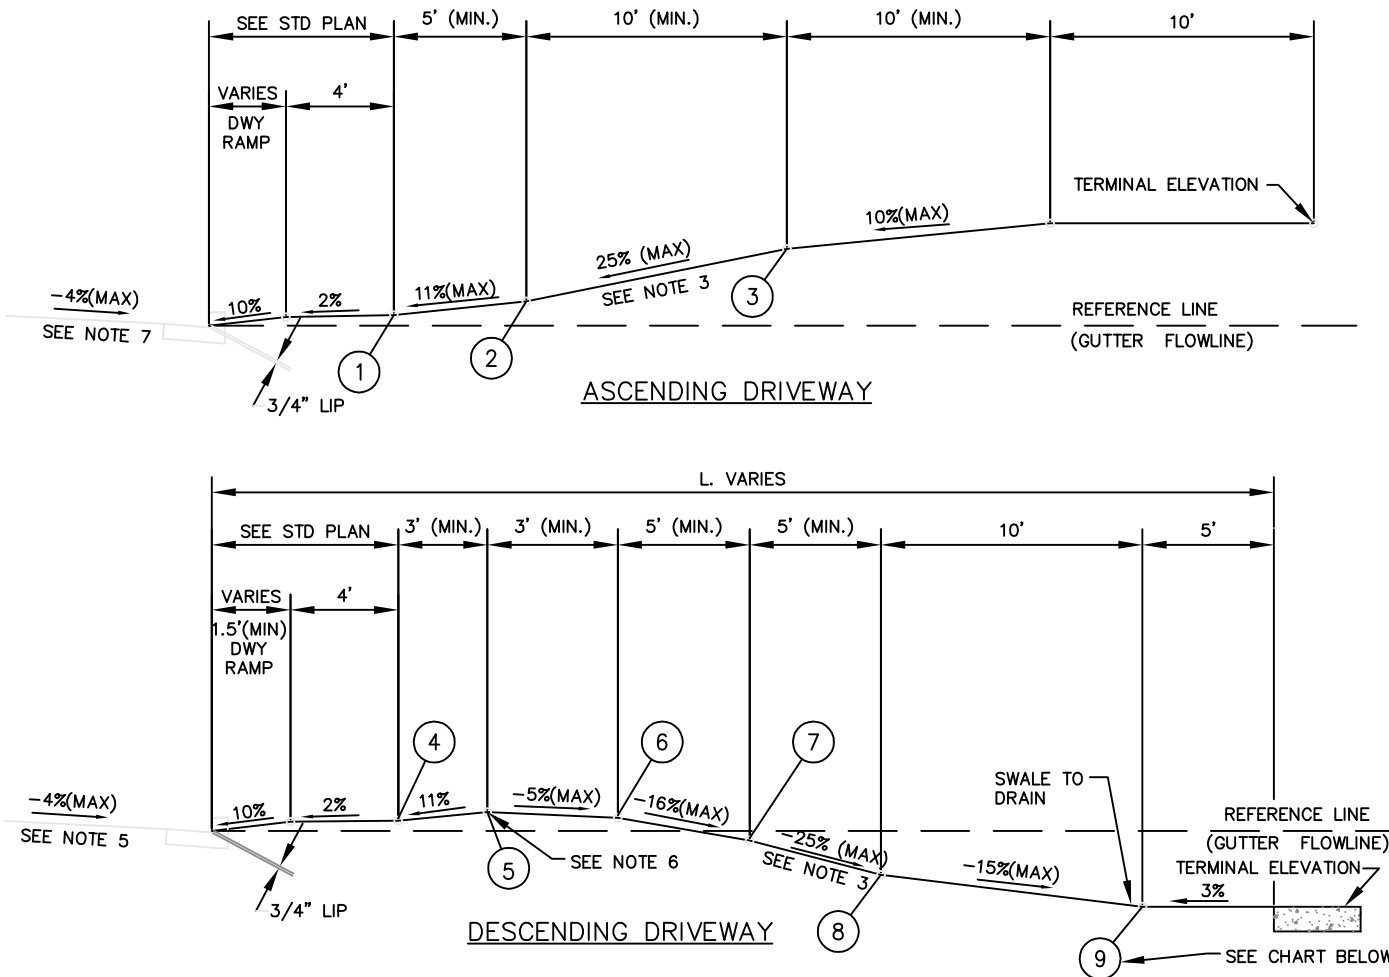 SEE STD PLAN
5' (MIN.)
10' (MIN.)
10' (MIN.)
10'
VARIES
4'
DWY
RAMP
TERMINAL ELEVATION
10%(MAX)
25% (MAX)
SEE NOTE 3
11%(MAX)
2%
10%
-4%(MAX)
SEE NOTE 7
3
REFERENCE LINE
(GUTTER FLOWLINE)
1
2
3/4" LIP
ASCENDING DRIVEWAY
L. VARIES
SEE STD PLAN
3' (MIN.)
3' (MIN.)
5' (MIN.)
5' (MIN.)
10'
5'
VARIES
4'
1.5'(MIN)
DWY
RAMP
4
6
7
SWALE TO
DRAIN
-4%(MAX)
SEE NOTE 5
10%
2%
11%
-5%(MAX)
-16%(MAX)
-25% (MAX)
SEE NOTE 3
-15%(MAX)
REFERENCE LINE
(GUTTER FLOWLINE)
TERMINAL ELEVATION
3%
5
SEE NOTE 6
3/4" LIP
DESCENDING DRIVEWAY
8
9
SEE CHART BELOW